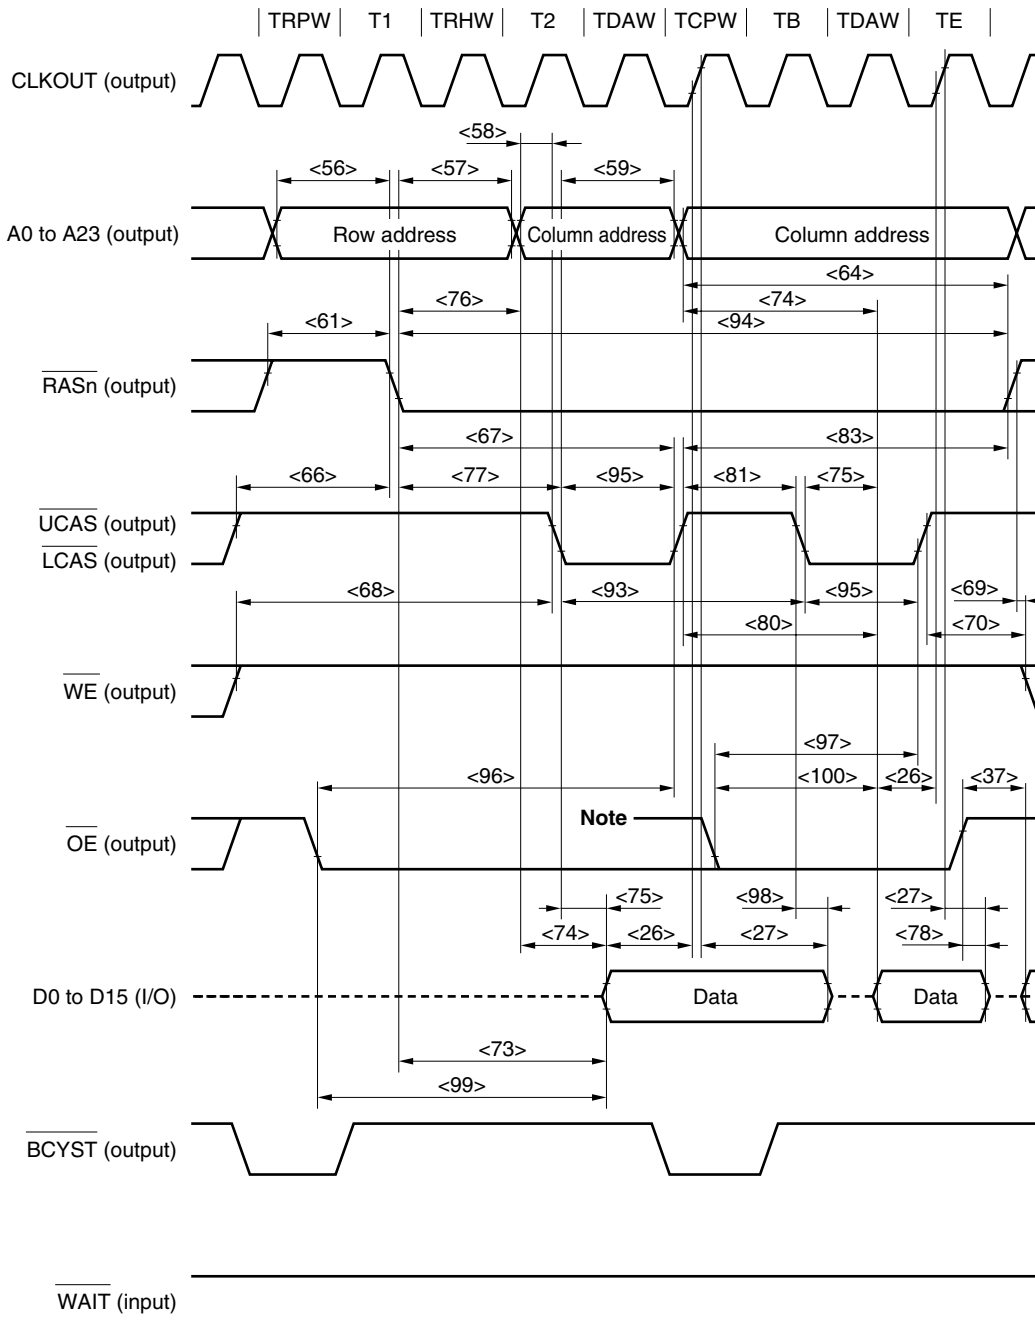 TRPW T1 TRHW T2 TDAW TCPW TB TDAW TE
CLKOUT (output)
<58>
<56> <57> <59>
A0 to A23 (output) Row address Column address Column address
<64>
<76> <74>
<61> <94>
RASn (output)
<67> <83>
<66> <77> <95> <81> <75>
UCAS (output)
LCAS (output)
<68> <93> <95> <69>
<80> <70>
WE (output)
<97>
<96> <100> <26> <37>
Note
OE (output)
<75> <98> <27>
<74> <26> <27> <78>
D0 to D15 (I/O) Data Data
<73>
<99>
BCYST (output)
WAIT (input)